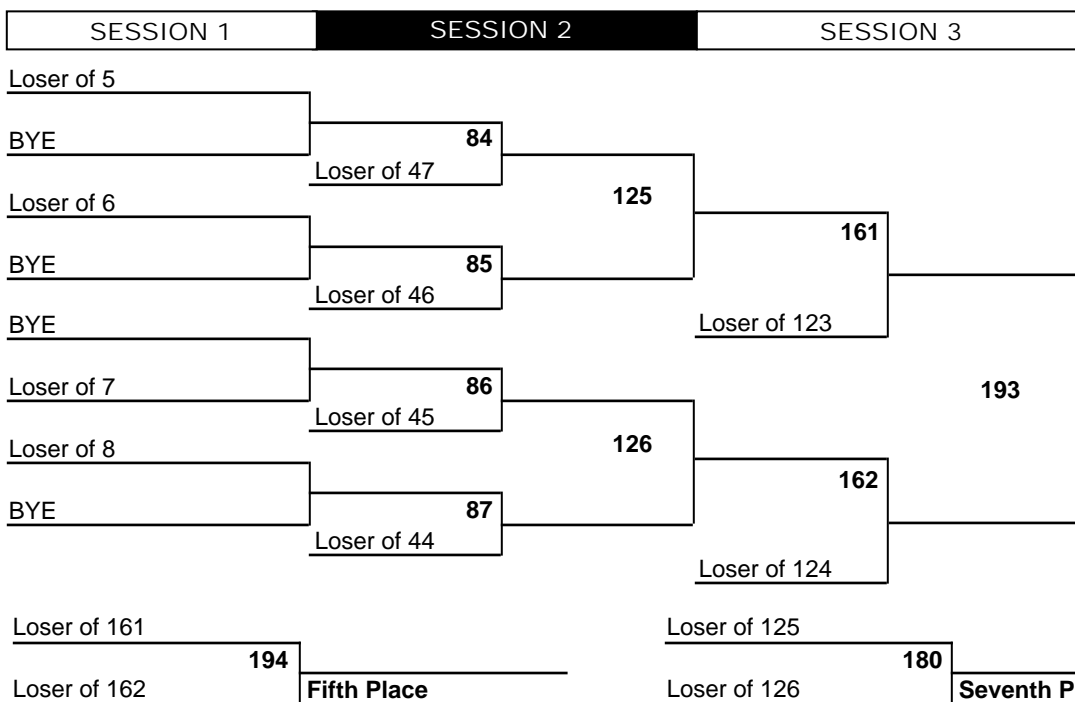 SESSION 1 SESSION 2 SESSION 3
Loser of 5
BYE
84
Loser of 47
125
Loser of 6
161
BYE
85
Loser of 46
BYE
Loser of 123
Loser of 7
86
193
Loser of 45
126
Loser of 8
162
BYE
87
Loser of 44
Loser of 124
Loser of 161
194
Loser of 162
Fifth Place
Loser of 125
180
Loser of 126
Seventh P